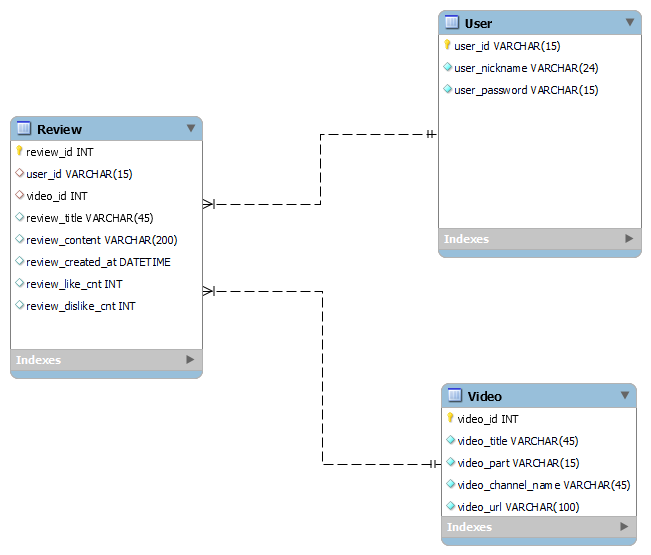 User
user_id VARCHAR(15)
user_nickname VARCHAR(24)
user_password VARCHAR(15)
Indexes
Review
review_id INT
user_id VARCHAR(15)
video_id INT
review_title VARCHAR(45)
review_content VARCHAR(200)
review_created_at DATETIME
review_like_cnt INT
review_dislike_cnt INT
Indexes
Video
video_id INT
video_title VARCHAR(45)
video_part VARCHAR(15)
video_channel_name VARCHAR(45)
video_url VARCHAR(100)
Indexes